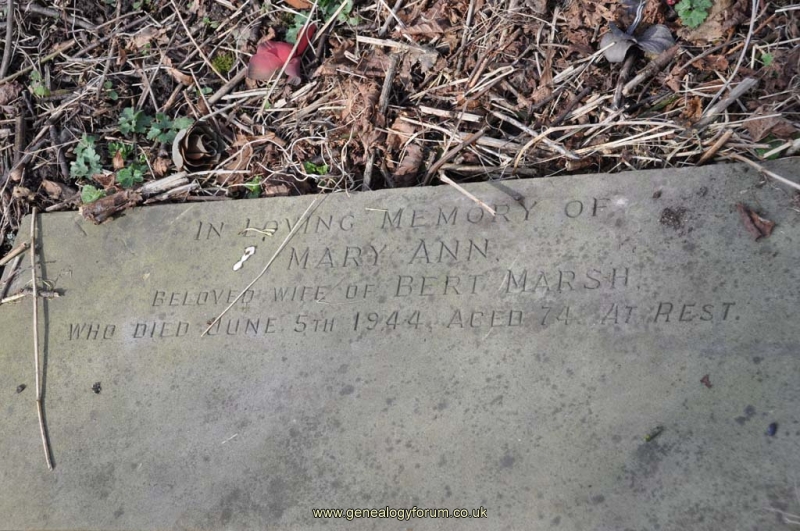 IN LOVING MEMORY OF
MARY ANN.
BELOVED WIFE OF BERT MARSH,
WHO DIED JUNE 5TH 1944. AGED 74. AT REST.
www.genealogyforum.co.uk